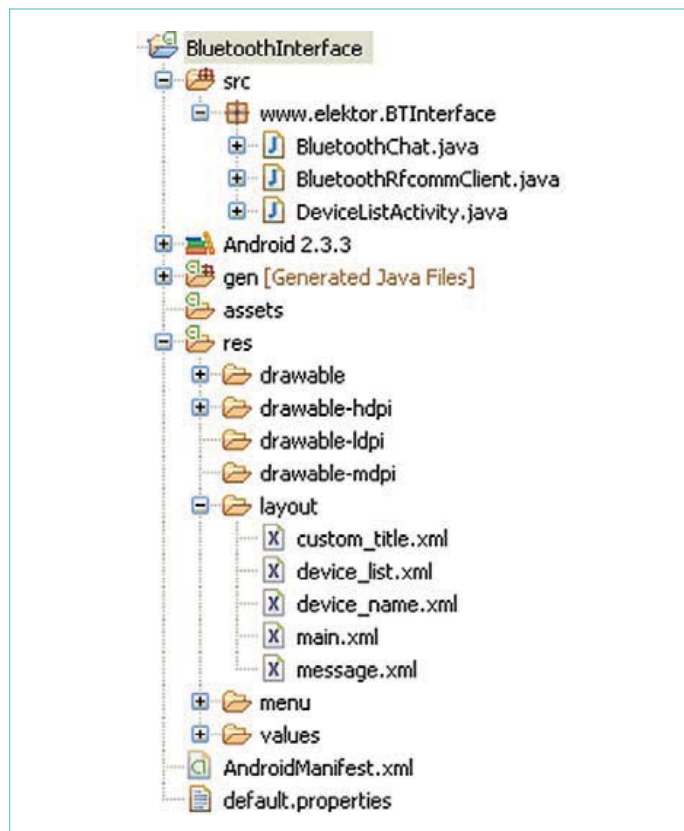 BluetoothInterface
src
www.elektor.BTInterface
BluetoothChat.java
BluetoothRfcommClient.java
DeviceListActivity.java
Android 2.3.3
gen [Generated Java Files]
assets
res
drawable
drawable-hdpi
drawable-ldpi
drawable-mdpi
layout
custom_title.xml
device_list.xml
device_name.xml
main.xml
message.xml
menu
values
AndroidManifest.xml
default.properties